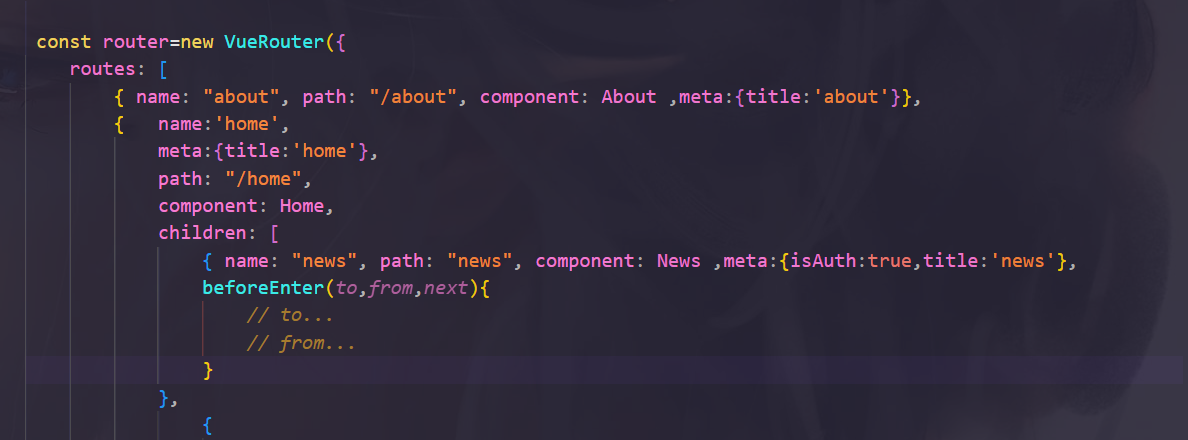 const router=new VueRouter({
routes: [
{ name: "about", path: "/about", component: About ,meta:{title:'about'}},
{ name:'home',
meta:{title:'home'},
path: "/home",
component: Home,
children: [
{ name: "news", path: "news", component: News ,meta:{isAuth:true,title:'news'},
beforeEnter(to,from,next){
// to...
// from...
}
},
{